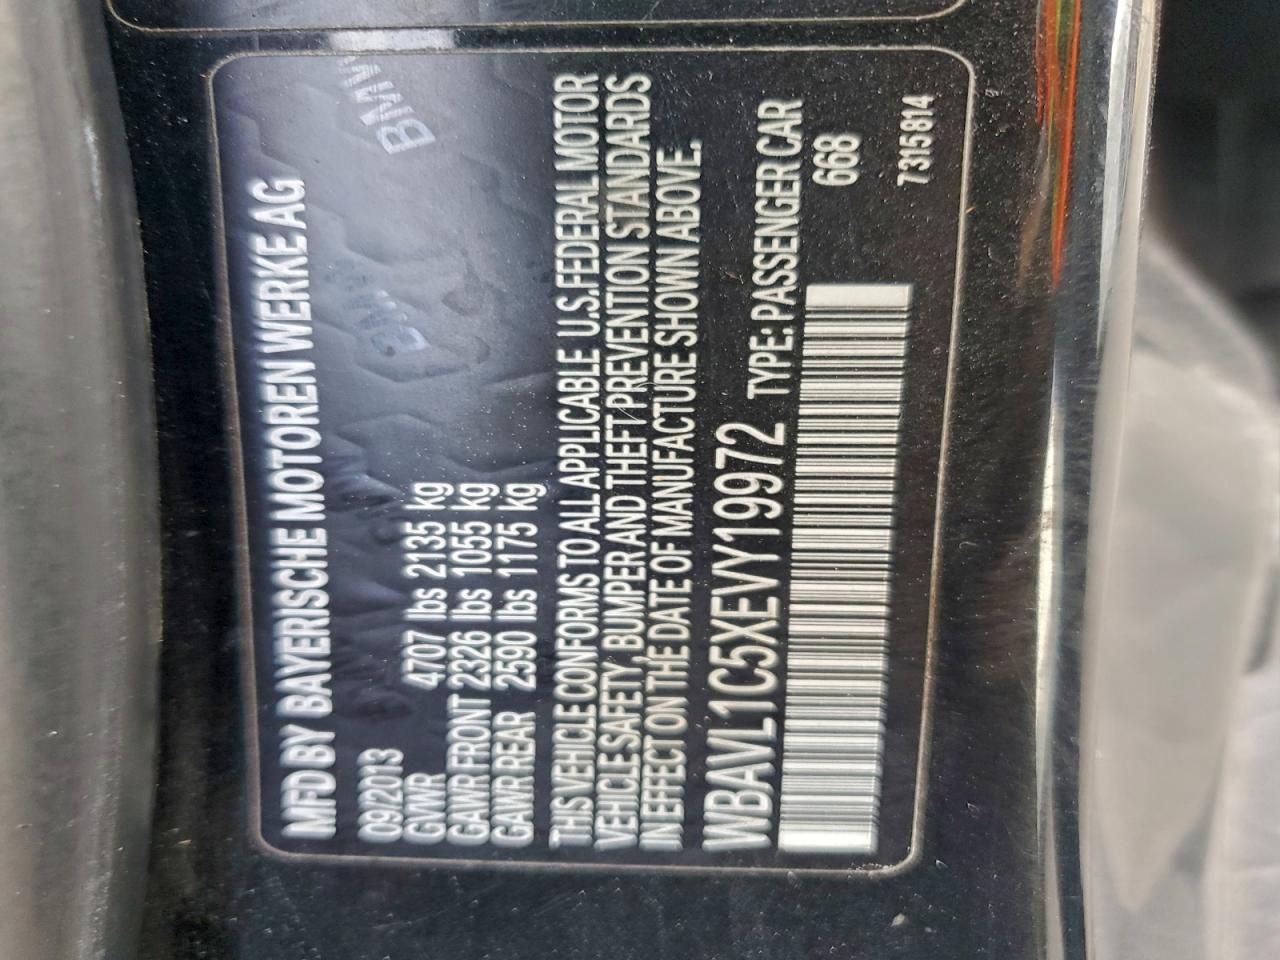 MFD BY BAYERISCHE MOTOREN WERKE AG
09/2013
GVWR 4707 lbs 2135 kg
GAWR FRONT 2326 lbs 1055 kg
GAWR REAR 2590 lbs 1175 kg
THIS VEHICLE CONFORMS TO ALL APPLICABLE U.S. FEDERAL MOTOR
VEHICLE SAFETY, BUMPER AND THEFT PREVENTION STANDARDS
IN EFFECT ON THE DATE OF MANUFACTURE SHOWN ABOVE.
WBAVL1C5XEVY19972 TYPE: PASSENGER CAR
668
7315814
BMW
BMW